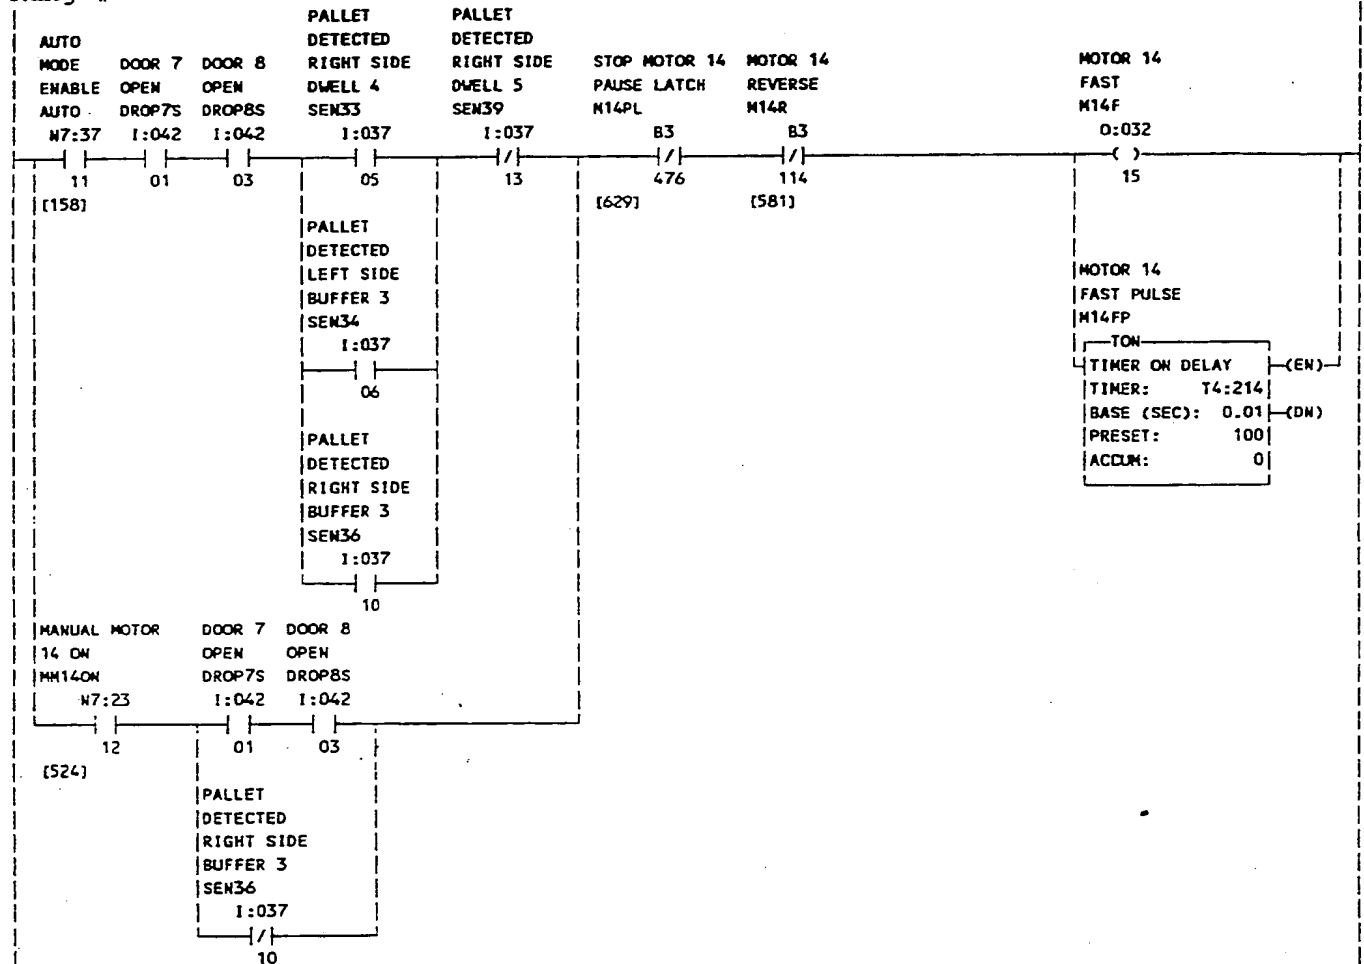 PALLET PALLET
AUTO DETECTED DETECTED
MODE DOOR 7 DOOR 8 RIGHT SIDE RIGHT SIDE STOP MOTOR 14 MOTOR 14 MOTOR 14
ENABLE OPEN OPEN DWELL 4 DWELL 5 PAUSE LATCH REVERSE FAST
AUTO DROP7S DROP8S SEN33 SEN39 M14PL M14R M14F
N7:37 I:042 I:042 I:037 I:037 B3 B3 O:032
11 01 03 05 13 476 114 15
[158] [629] [581]
PALLET
DETECTED
LEFT SIDE
BUFFER 3
SEN34
I:037
06
MOTOR 14
FAST PULSE
M14FP
TON
TIMER ON DELAY (EN)
TIMER: T4:214
BASE (SEC): 0.01 (DN)
PRESET: 100
ACCUM: 0
PALLET
DETECTED
RIGHT SIDE
BUFFER 3
SEN36
I:037
10
MANUAL MOTOR DOOR 7 DOOR 8
14 ON OPEN OPEN
MM14ON DROP7S DROP8S
N7:23 I:042 I:042
12 01 03
[524]
PALLET
DETECTED
RIGHT SIDE
BUFFER 3
SEN36
I:037
10